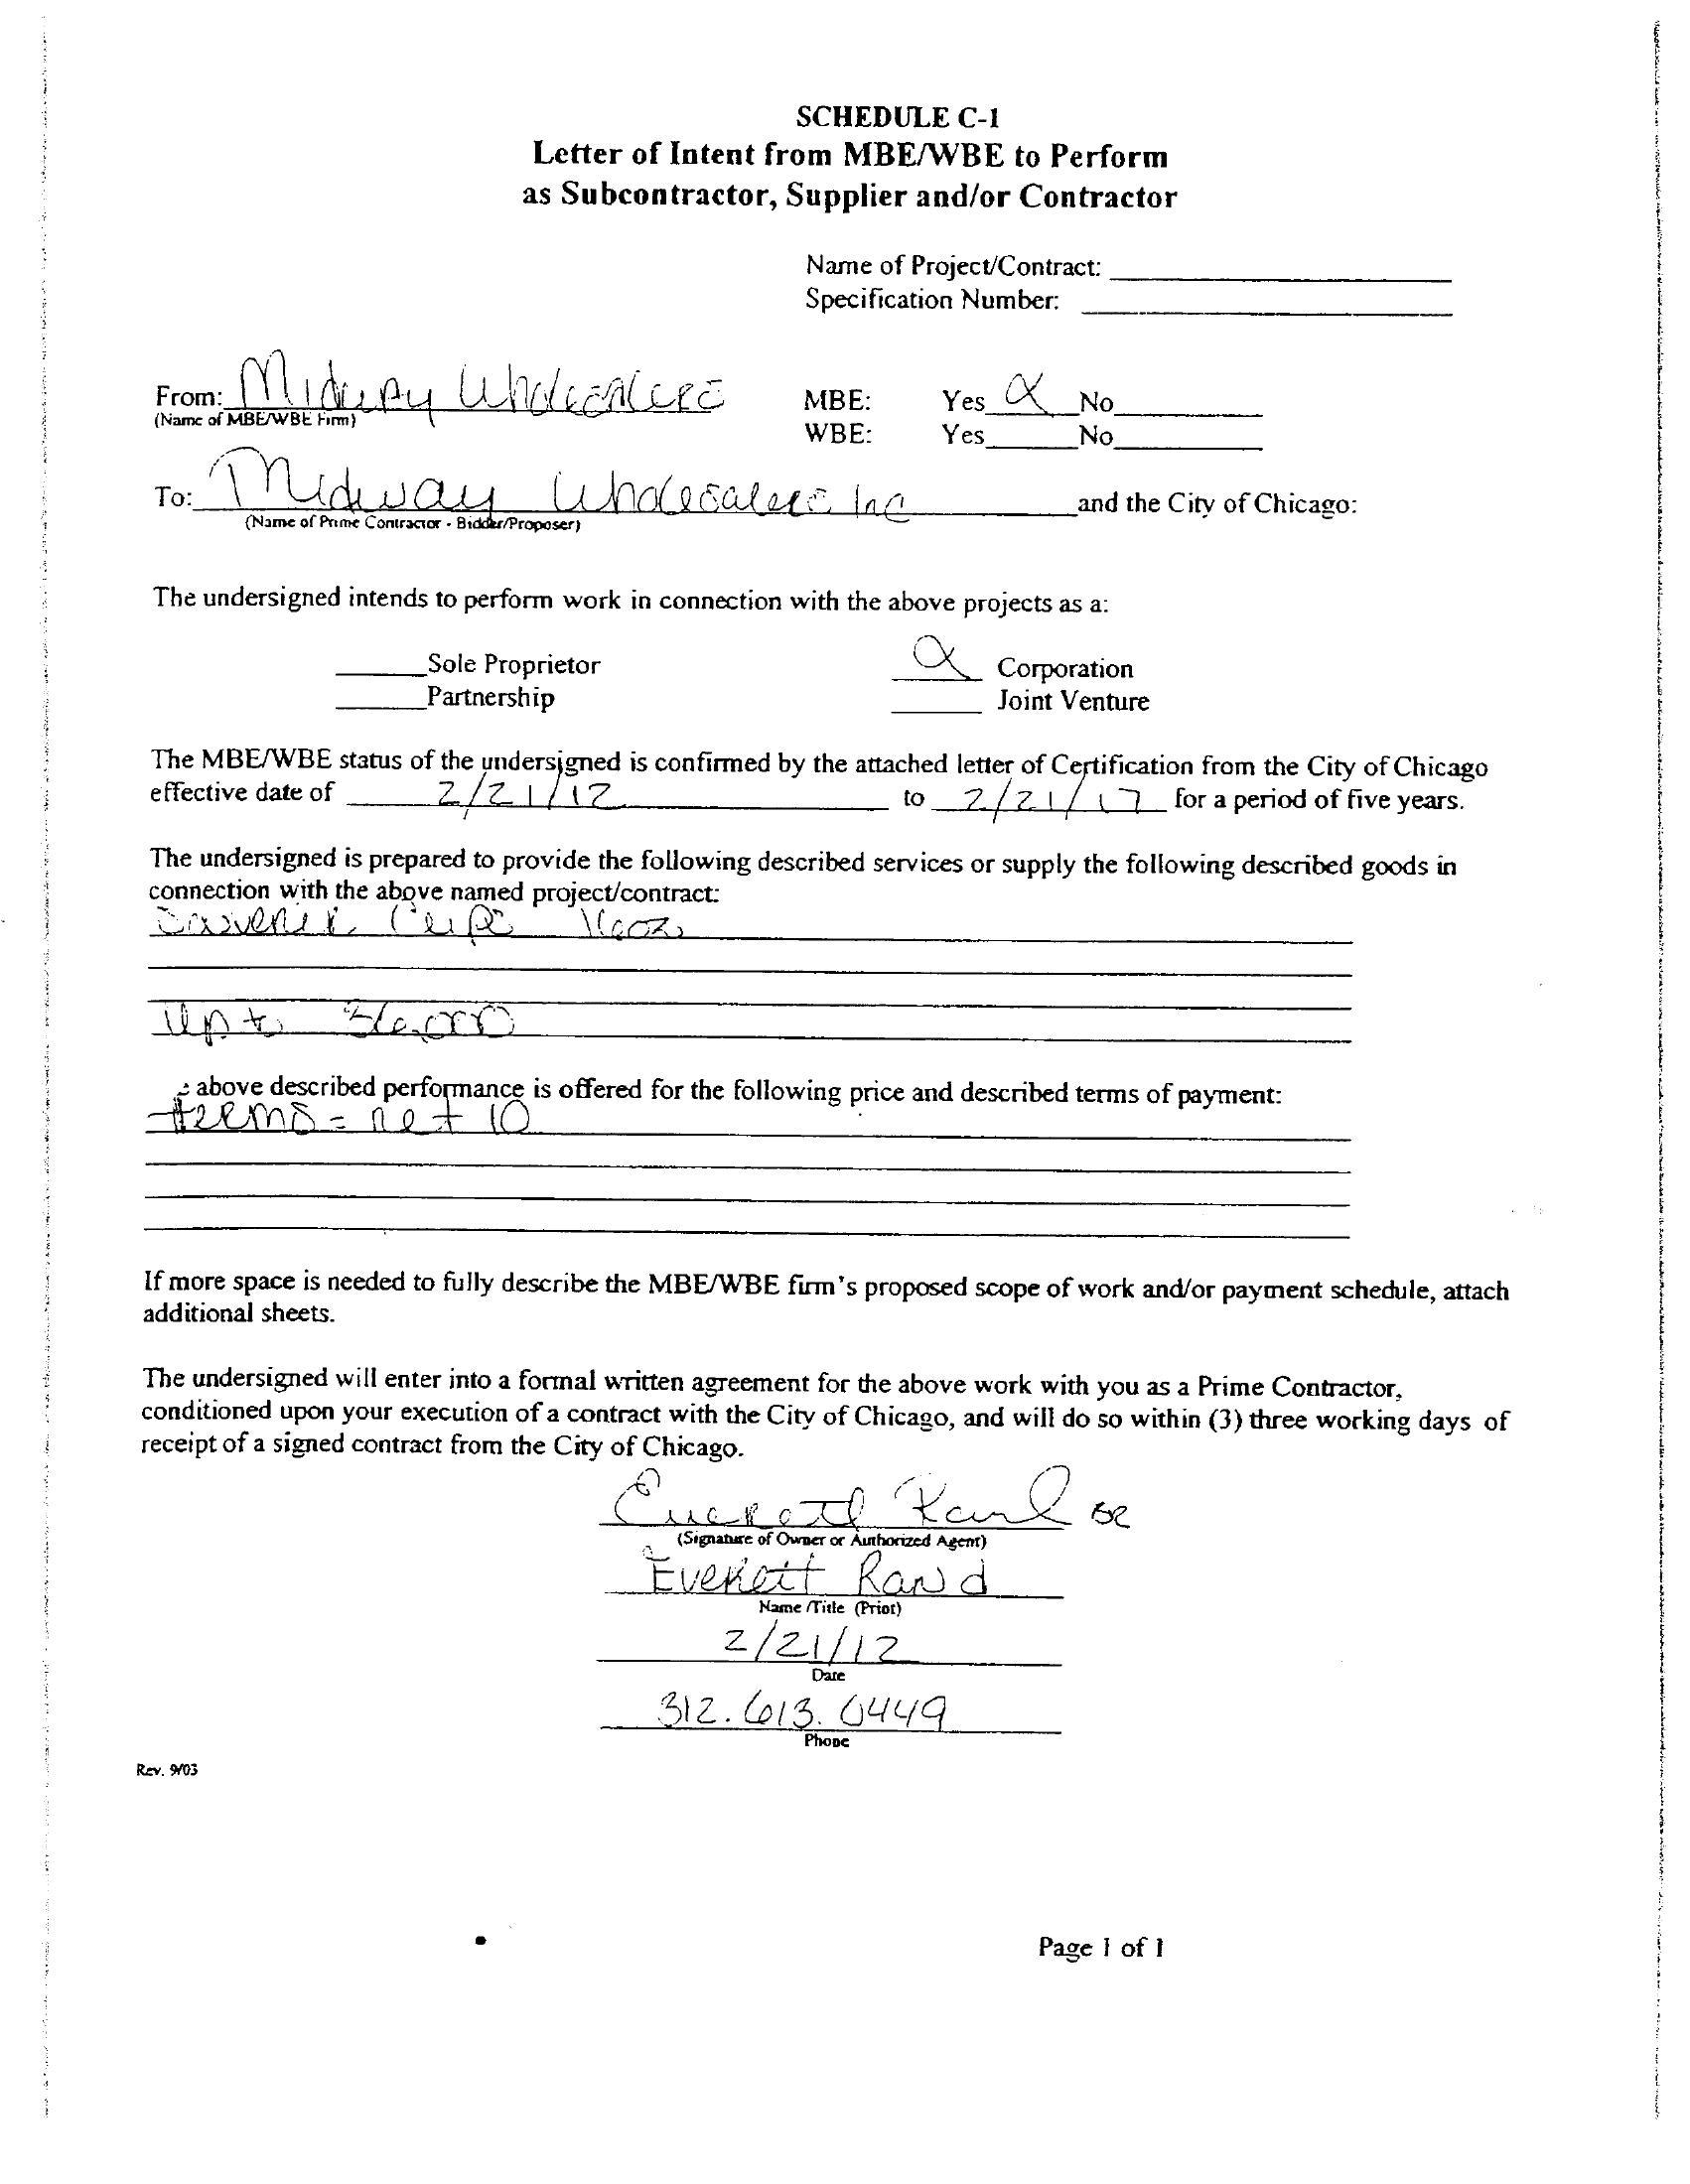 SCHEDULE C-1
Letter of Intent from MBE/WBE to Perform
as Subcontractor, Supplier and/or Contractor
Name of Project/Contract:
Specification Number:
From: Midway Wholesalers MBE: Yes X No
(Name of MBE/WBE Firm) WBE: Yes No
To: Midway Wholesalers Inc and the City of Chicago:
(Name of Prime Contractor - Bidder/Proposer)
The undersigned intends to perform work in connection with the above projects as a:
Sole Proprietor X Corporation
Partnership Joint Venture
The MBE/WBE status of the undersigned is confirmed by the attached letter of Certification from the City of Chicago
effective date of 2/21/12 to 2/21/17 for a period of five years.
The undersigned is prepared to provide the following described services or supply the following described goods in
connection with the above named project/contract:
Cups 16oz
Up to 36,000
above described performance is offered for the following price and described terms of payment:
terms = net 10
If more space is needed to fully describe the MBE/WBE firm's proposed scope of work and/or payment schedule, attach
additional sheets.
The undersigned will enter into a formal written agreement for the above work with you as a Prime Contractor,
conditioned upon your execution of a contract with the City of Chicago, and will do so within (3) three working days of
receipt of a signed contract from the City of Chicago.
Everett Rand
(Signature of Owner or Authorized Agent)
Everett Rand
Name /Title (Print)
2/21/12
Date
312.613.0449
Phone
Rev. 9/03
Page 1 of 1